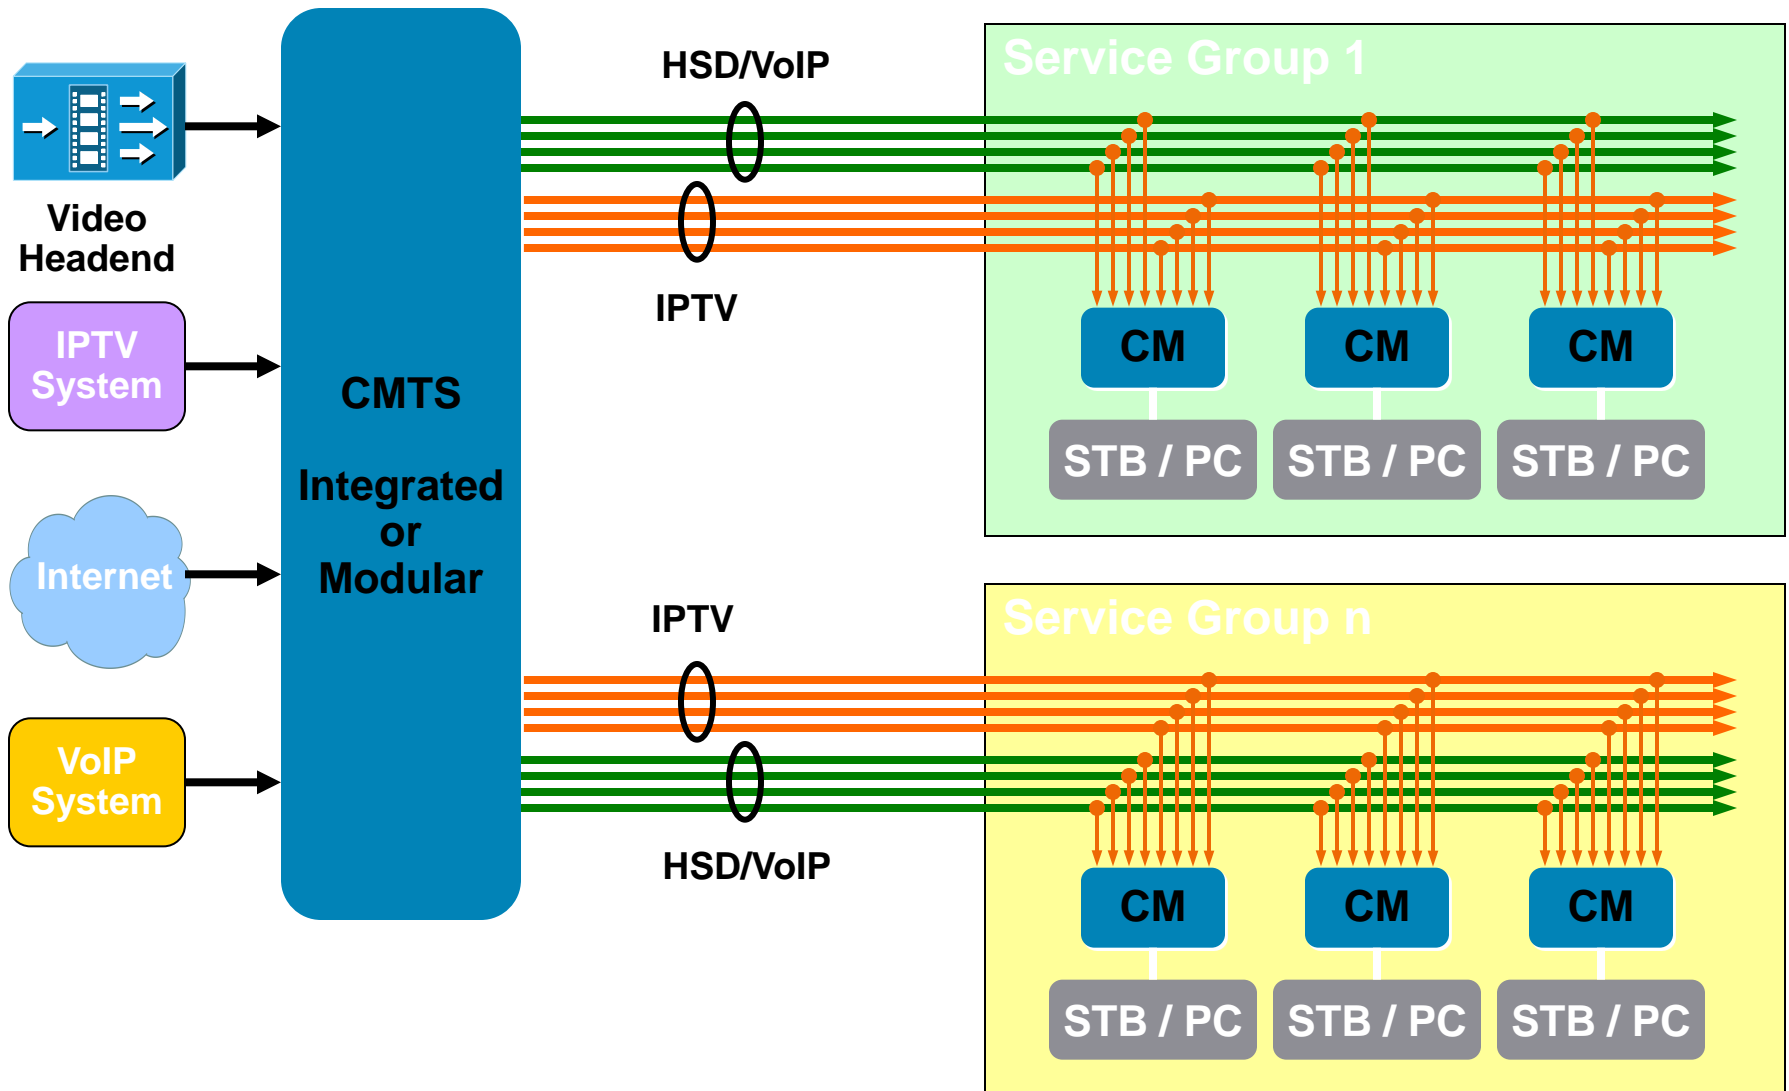 Video
Headend
IPTV
System
Internet
VoIP
System
CMTS
Integrated
or
Modular
HSD/VoIP
IPTV
IPTV
HSD/VoIP
Service Group 1
CM
CM
CM
STB / PC
STB / PC
STB / PC
Service Group n
CM
CM
CM
STB / PC
STB / PC
STB / PC